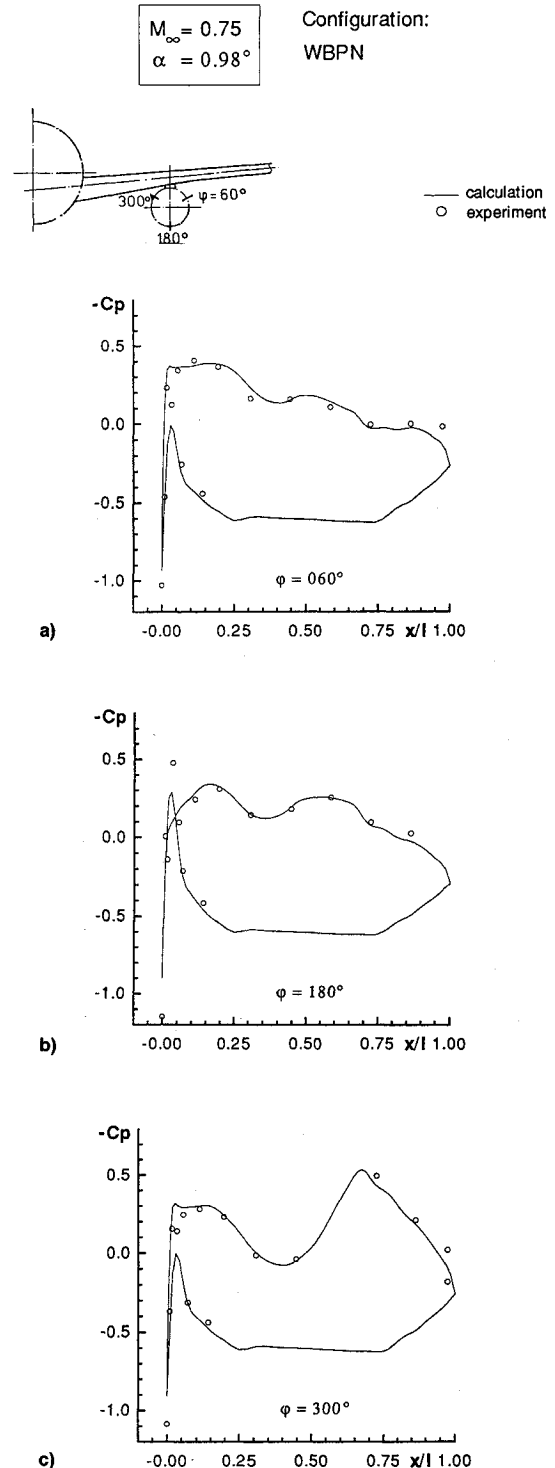 M∞ = 0.75
α = 0.98°
Configuration:
WBPN
300°
φ=60°
180°
calculation
experiment
-Cp
0.5
0.0
-0.5
-1.0
φ = 060°
-0.00 0.25 0.50 0.75 x/l 1.00
a)
-Cp
0.5
0.0
-0.5
-1.0
φ = 180°
-0.00 0.25 0.50 0.75 x/l 1.00
b)
-Cp
0.5
0.0
-0.5
-1.0
φ = 300°
-0.00 0.25 0.50 0.75 x/l 1.00
c)